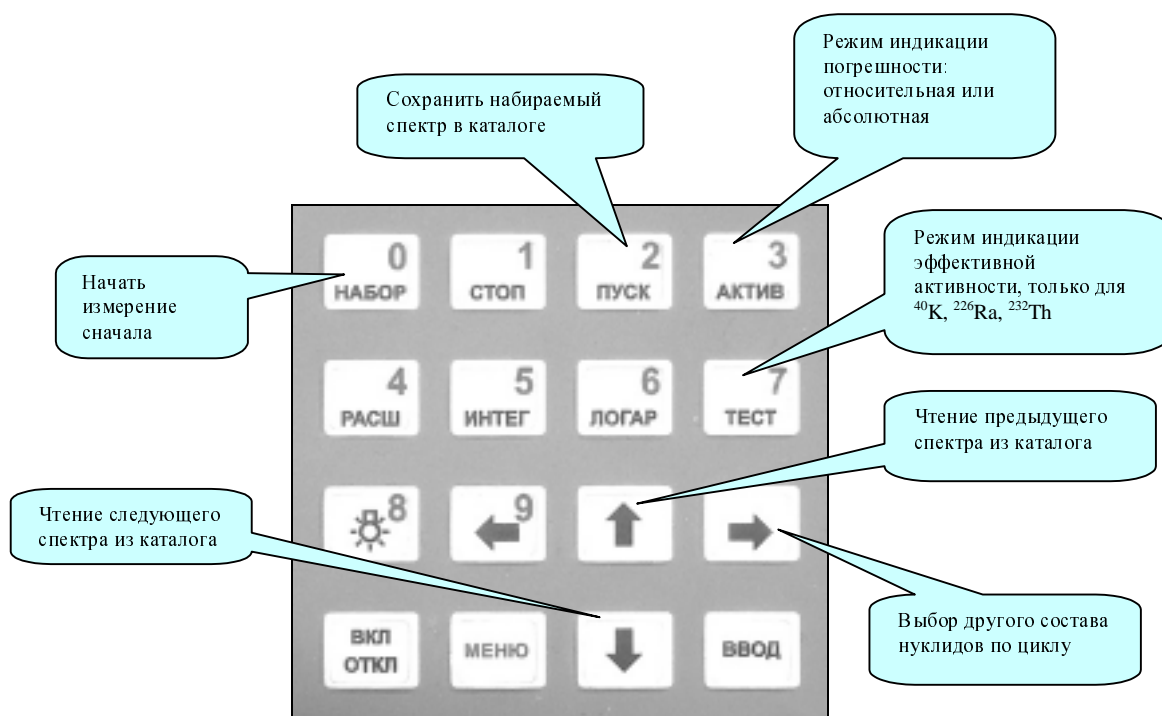 Режим индикации
погрешности:
относительная или
абсолютная
Сохранить набираемый
спектр в каталоге
Начать
измерение
сначала
0
НАБОР
1
СТОП
2
ПУСК
3
АКТИВ
Режим индикации
эффективной
активности, только для
⁴⁰K, ²²⁶Ra, ²³²Th
4
РАСШ
5
ИНТЕГ
6
ЛОГАР
7
ТЕСТ
Чтение предыдущего
спектра из каталога
Чтение следующего
спектра из каталога
8
9
ВКЛ
ОТКЛ
МЕНЮ
ВВОД
Выбор другого состава
нуклидов по циклу